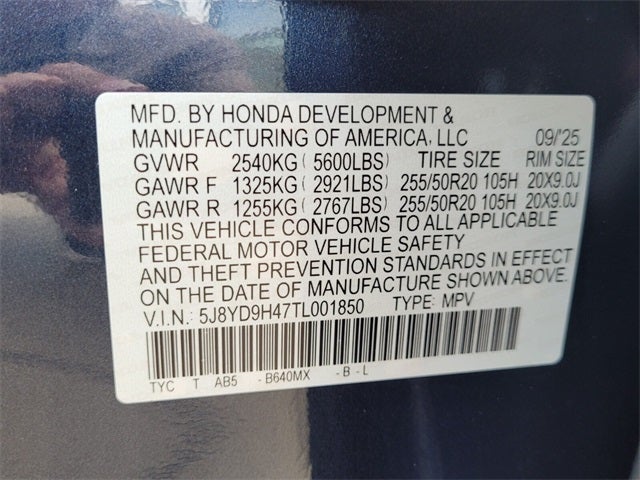 MFD. BY HONDA DEVELOPMENT &
MANUFACTURING OF AMERICA, LLC 09/'25
GVWR 2540KG ( 5600LBS) TIRE SIZE RIM SIZE
GAWR F 1325KG ( 2921LBS) 255/50R20 105H 20X9.0J
GAWR R 1255KG ( 2767LBS) 255/50R20 105H 20X9.0J
THIS VEHICLE CONFORMS TO ALL APPLICABLE
FEDERAL MOTOR VEHICLE SAFETY
AND THEFT PREVENTION STANDARDS IN EFFECT
ON THE DATE OF MANUFACTURE SHOWN ABOVE.
V.I.N.: 5J8YD9H47TL001850 TYPE: MPV
TYC T AB5 - B640MX - B - L